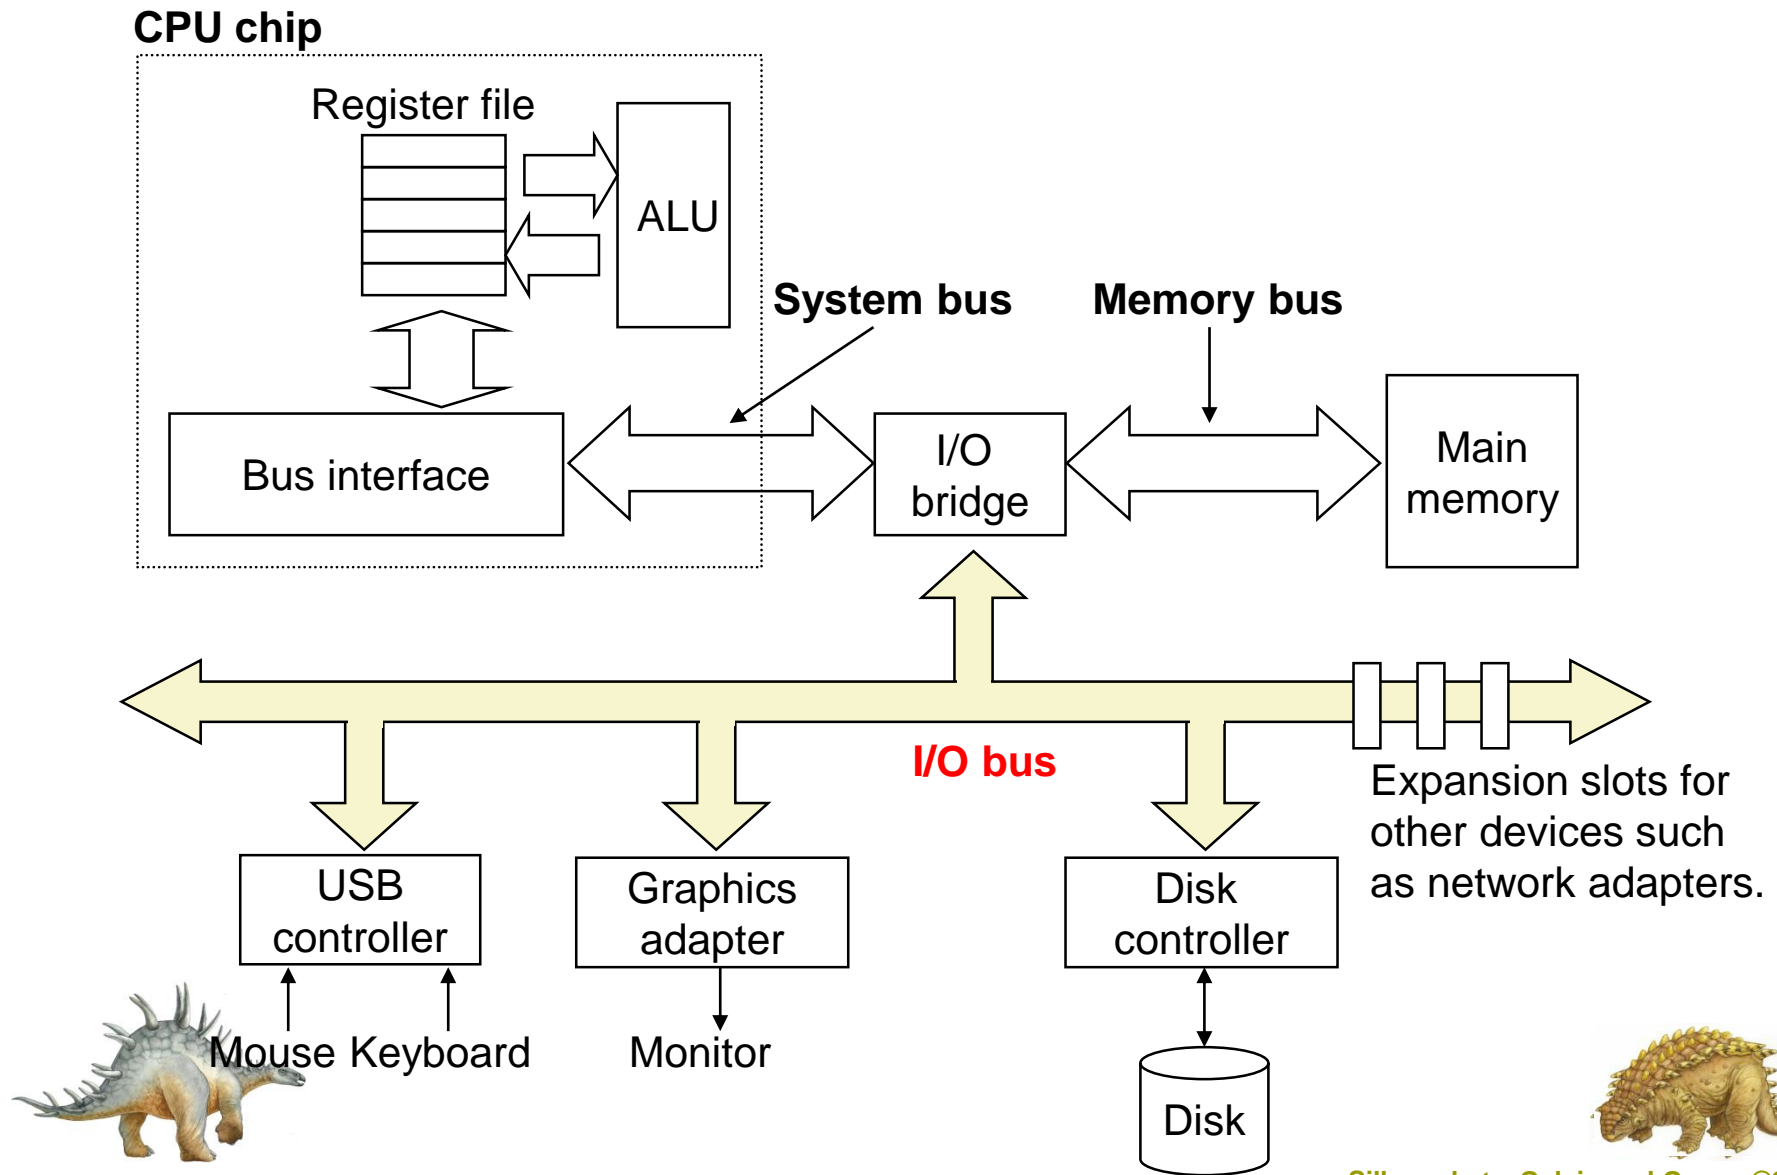 CPU chip
Register file
ALU
System bus
Memory bus
Bus interface
I/O
bridge
Main
memory
I/O bus
Expansion slots for
other devices such
as network adapters.
USB
controller
Graphics
adapter
Disk
controller
Mouse Keyboard
Monitor
Disk